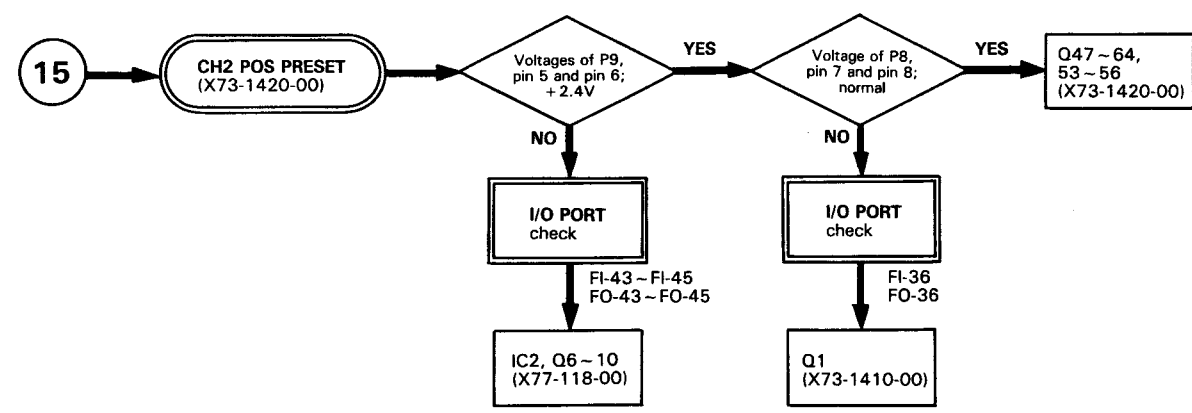 15
CH2 POS PRESET
(X73-1420-00)
Voltages of P9,
pin 5 and pin 6;
+2.4V
YES
Voltage of P8,
pin 7 and pin 8;
normal
YES
Q47~64,
53~56
(X73-1420-00)
NO
NO
I/O PORT
check
I/O PORT
check
FI-43~FI-45
FO-43~FO-45
FI-36
FO-36
IC2, Q6~10
(X77-118-00)
Q1
(X73-1410-00)